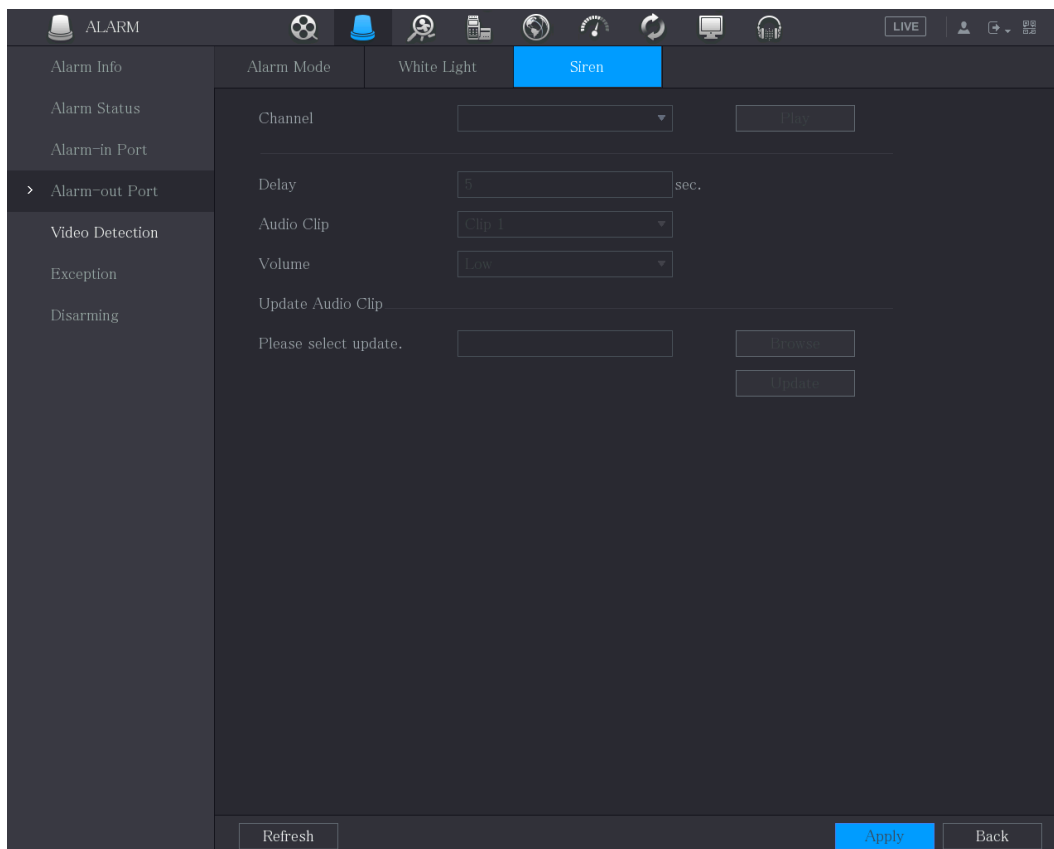 ALARM
LIVE
Alarm Info
Alarm Mode
White Light
Siren
Alarm Status
Channel
Play
Alarm-in Port
Alarm-out Port
Delay
5
sec.
Audio Clip
Clip 1
Video Detection
Volume
Low
Exception
Update Audio Clip
Disarming
Please select update.
Browse
Update
Refresh
Apply
Back